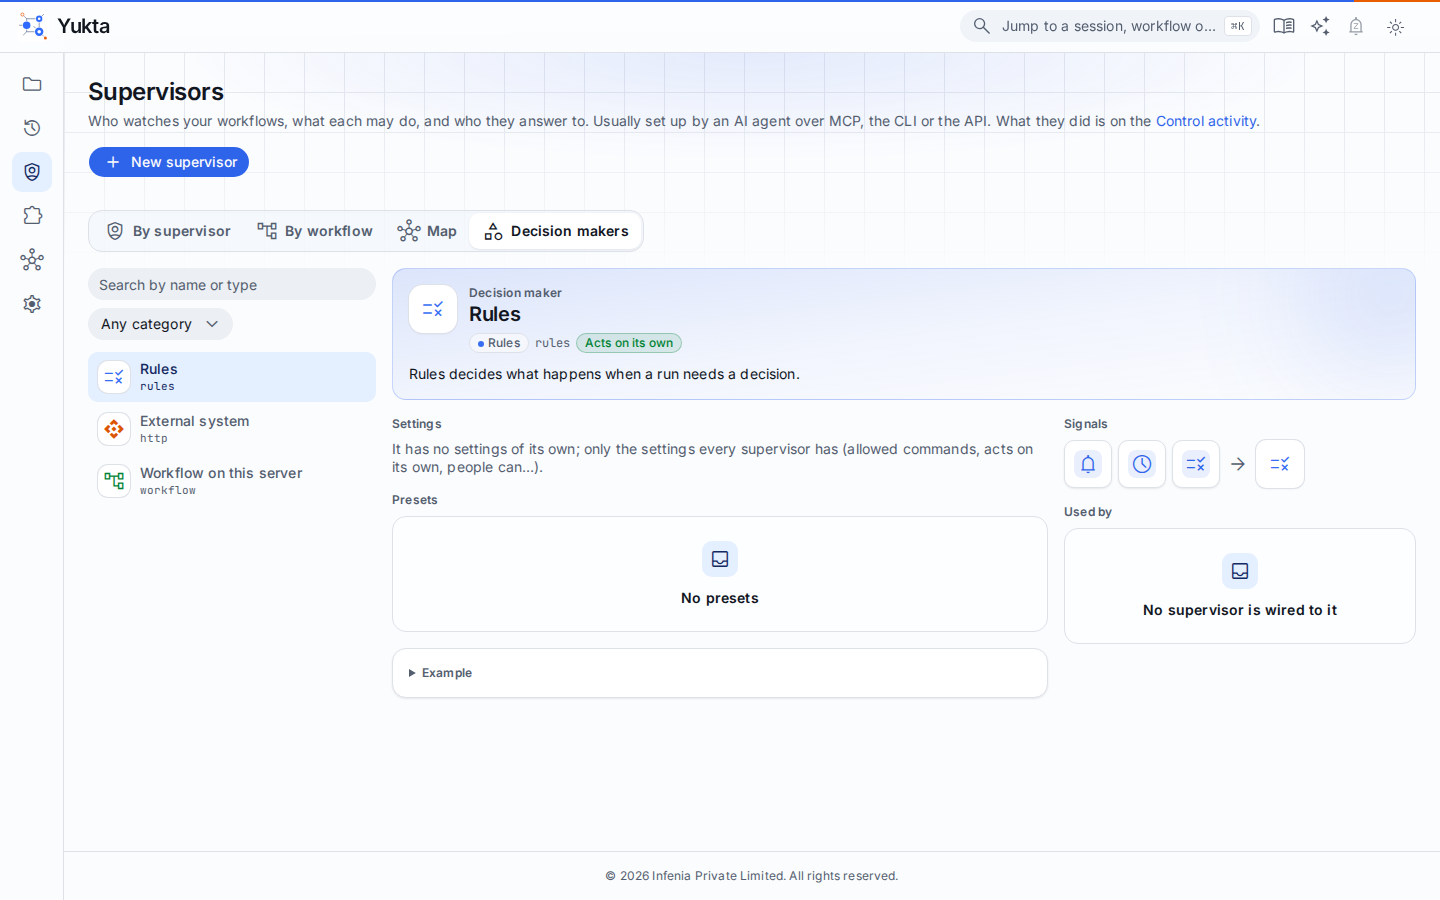 Yukta
Jump to a session, workflow o...
⌘K
Supervisors
Who watches your workflows, what each may do, and who they answer to. Usually set up by an AI agent over MCP, the CLI or the API. What they did is on the Control activity.
New supervisor
By supervisor
By workflow
Map
Decision makers
Search by name or type
Any category
Rules
rules
External system
http
Workflow on this server
workflow
Decision maker
Rules
Rules
rules
Acts on its own
Rules decides what happens when a run needs a decision.
Settings
It has no settings of its own; only the settings every supervisor has (allowed commands, acts on
its own, people can...).
Presets
No presets
Example
Signals
Used by
No supervisor is wired to it
© 2026 Infenia Private Limited. All rights reserved.